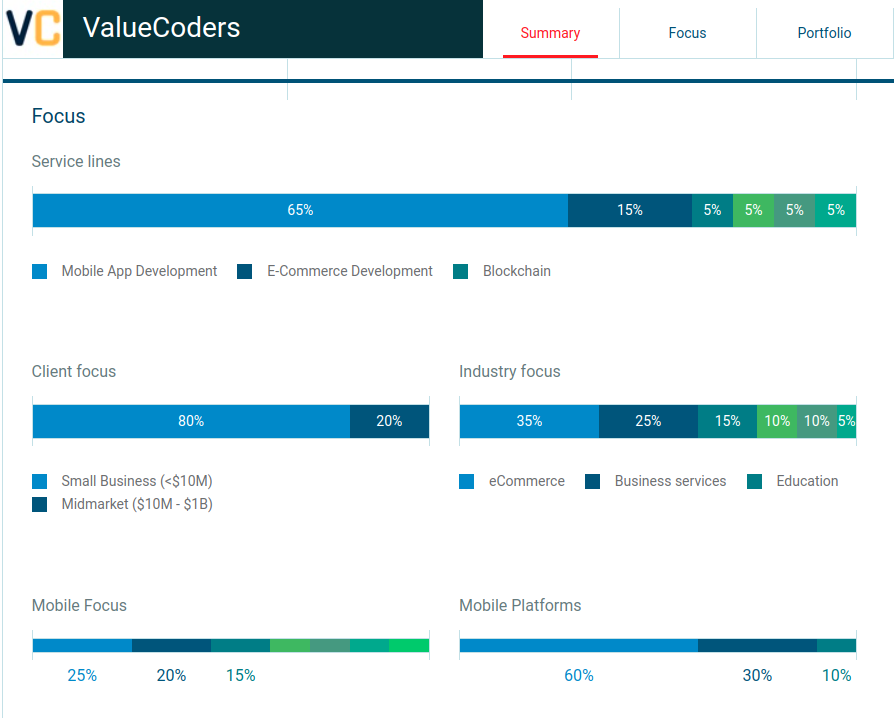 VC ValueCoders Summary Focus Portfolio
Focus
Service lines
65% 15% 5% 5% 5% 5%
Mobile App Development E-Commerce Development Blockchain
Client focus
80% 20%
Small Business (<$10M)
Midmarket ($10M - $1B)
Industry focus
35% 25% 15% 10% 10% 5%
eCommerce Business services Education
Mobile Focus
25% 20% 15%
Mobile Platforms
60% 30% 10%